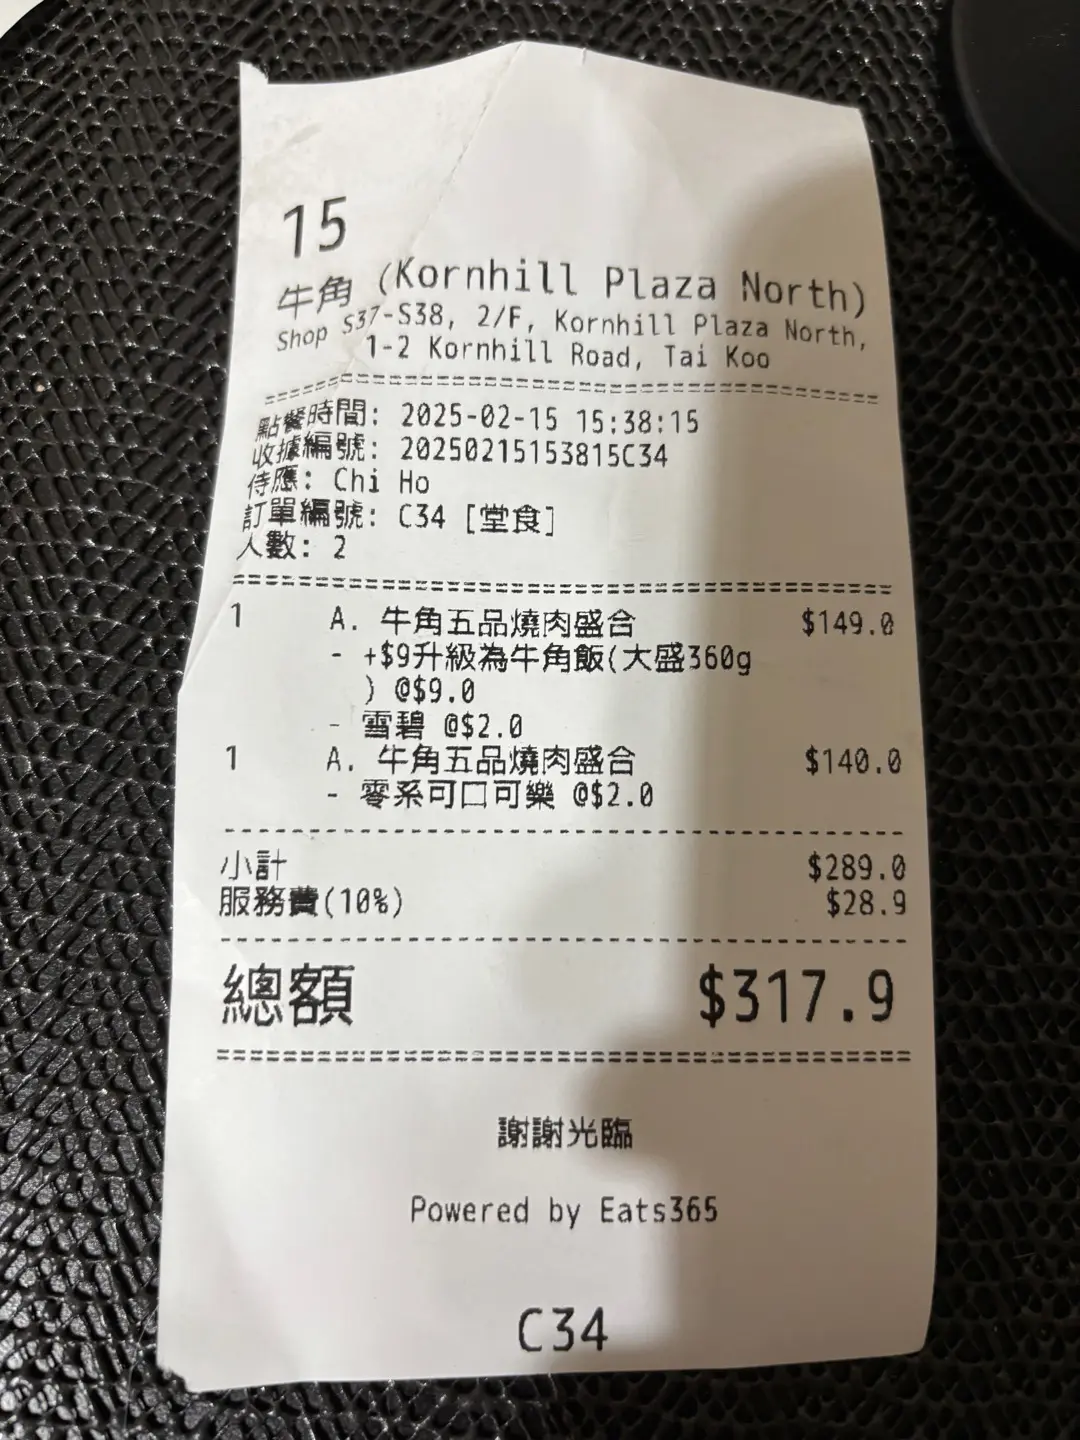 15
牛角 (Kornhill Plaza North)
Shop S37-S38, 2/F, Kornhill Plaza North,
1-2 Kornhill Road, Tai Koo
點餐時間: 2025-02-15 15:38:15
收據編號: 20250215153815C34
侍應: Chi Ho
訂單編號: C34 [堂食]
人數: 2
1 A. 牛角五品燒肉盛合 $149.0
- +$9升級為牛角飯(大盛360g
) @$9.0
- 雪碧 @$2.0
1 A. 牛角五品燒肉盛合 $140.0
- 零系可口可樂 @$2.0
小計 $289.0
服務費(10%) $28.9
總額 $317.9
謝謝光臨
Powered by Eats365
C34